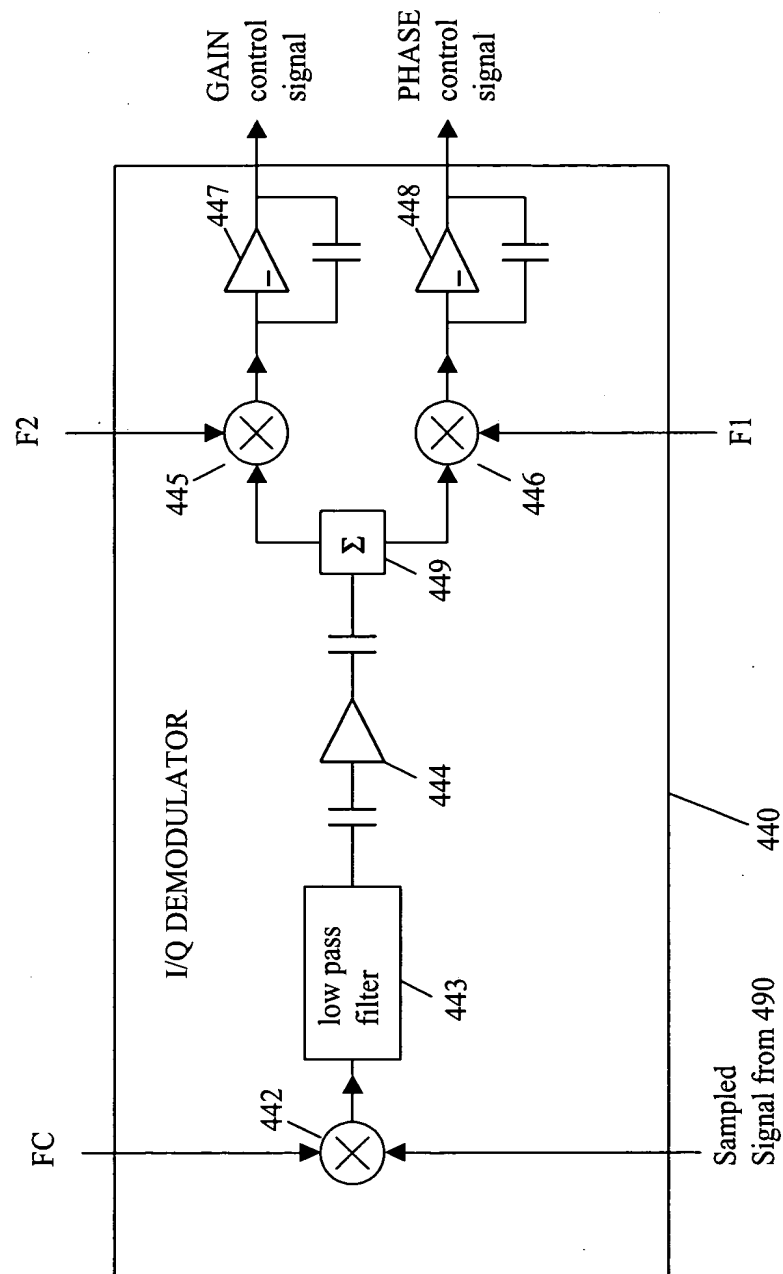 I/Q DEMODULATOR
FC
442
Sampled
Signal from 490
low pass
filter
443
444
Σ
449
F2
445
446
F1
447
448
GAIN
control
signal
PHASE
control
signal
440